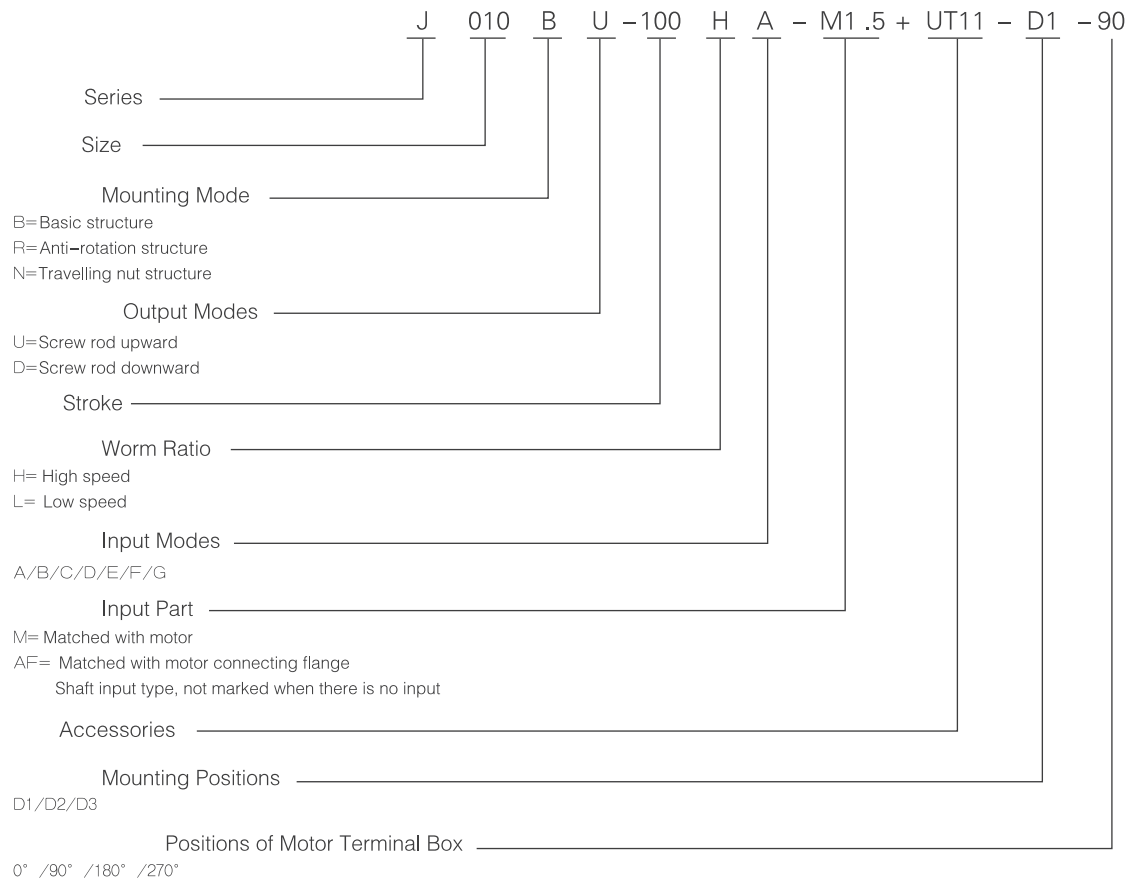 J 010 B U -100 H A - M1 .5 + UT11 - D1 -90
Series
Size
Mounting Mode
B=Basic structure
R=Anti-rotation structure
N=Travelling nut structure
Output Modes
U=Screw rod upward
D=Screw rod downward
Stroke
Worm Ratio
H= High speed
L= Low speed
Input Modes
A/B/C/D/E/F/G
Input Part
M= Matched with motor
AF= Matched with motor connecting flange
Shaft input type, not marked when there is no input
Accessories
Mounting Positions
D1/D2/D3
Positions of Motor Terminal Box
0° /90° /180° /270°